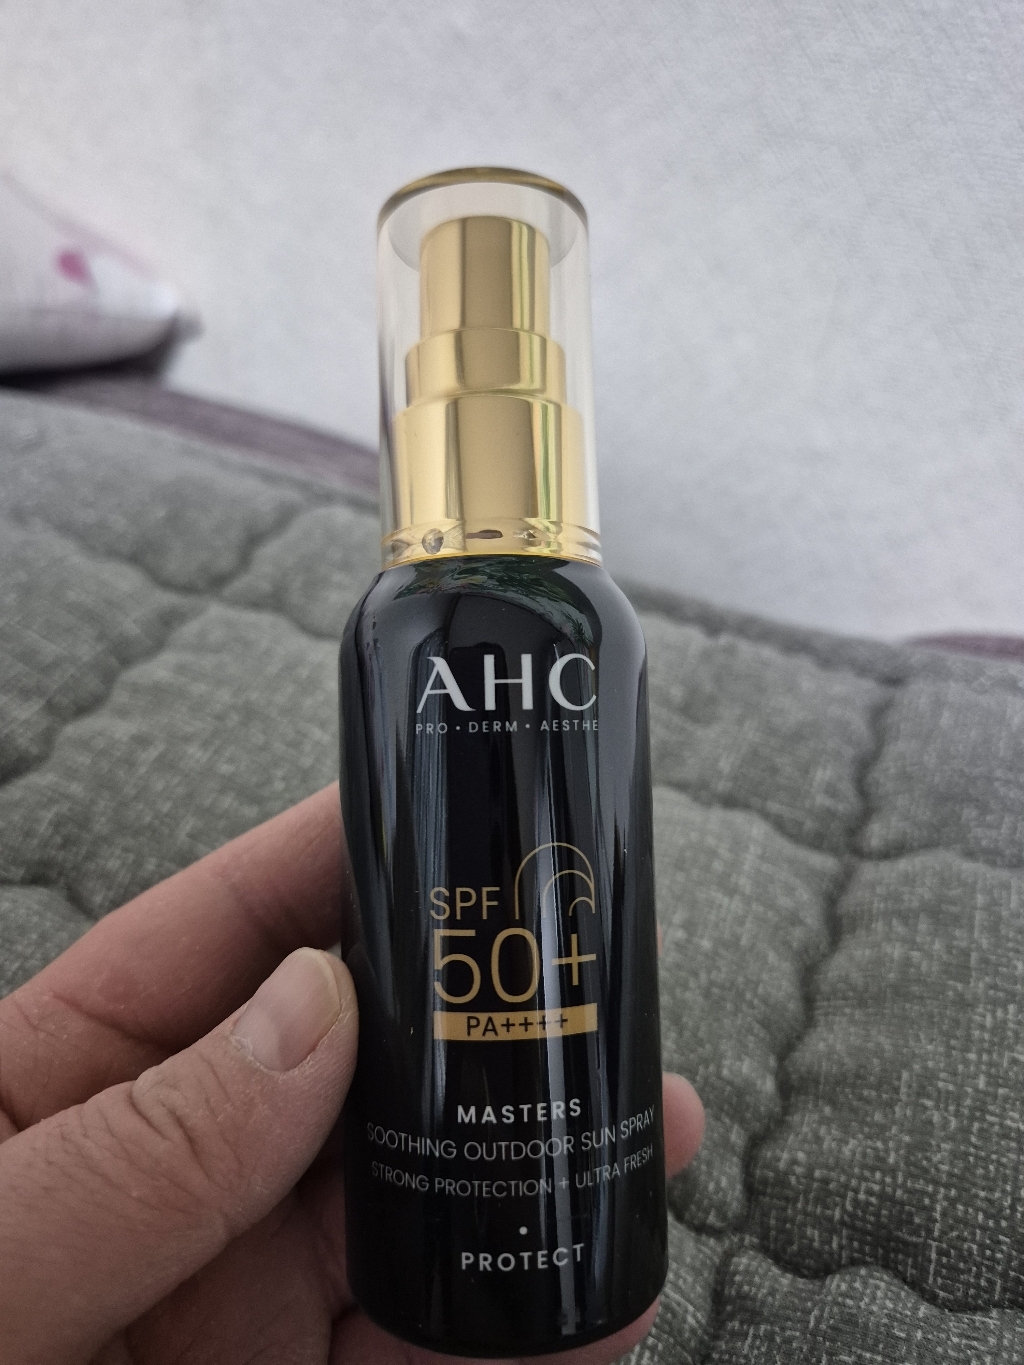 AHC
PRO • DERM • AESTHE
SPF
50+
PA++++
MASTERS
SOOTHING OUTDOOR SUN SPRAY
STRONG PROTECTION + ULTRA FRESH
•
PROTECT